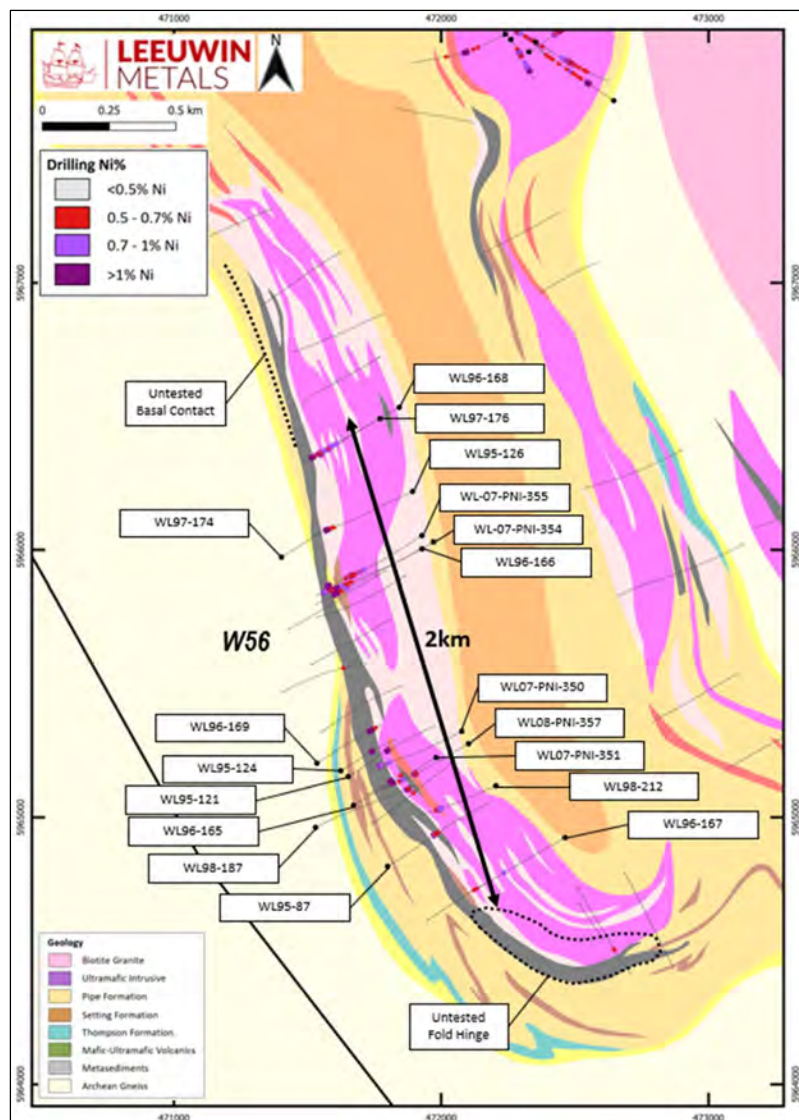 471000
472000
473000
LEEUWIN
METALS
N
0
0.25
0.5 km
Drilling Ni%
<0.5% Ni
0.5 - 0.7% Ni
0.7 - 1% Ni
>1% Ni
5967000
5967000
Untested
Basal Contact
WL96-168
WL97-176
WL95-126
WL-07-PNI-355
WL97-174
WL-07-PNI-354
5966000
5966000
WL96-166
W56
2km
WL07-PNI-350
WL96-169
WL08-PNI-357
WL95-124
WL07-PNI-351
WL95-121
WL98-212
5965000
5965000
WL96-165
WL96-167
WL98-187
WL95-87
Geology
Biotite Granite
Ultramafic Intrusive
Pipe Formation
Setting Formation
Thompson Formation
Mafic-Ultramafic Volcanics
Metasediments
Archean Gneiss
Untested
Fold Hinge
5964000
5964000
471000
472000
473000